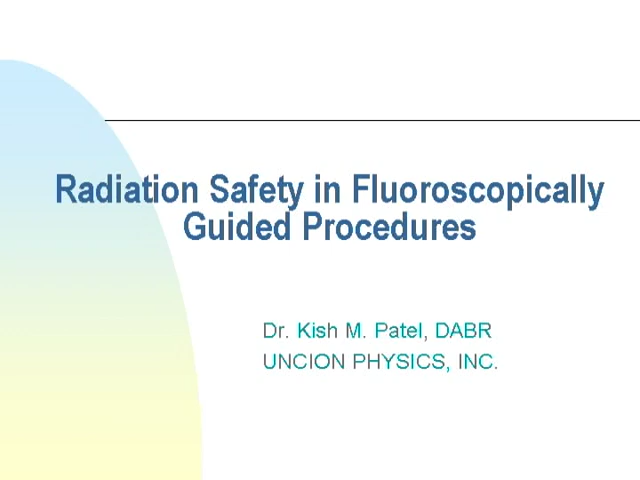 Radiation Safety in Fluoroscopically
Guided Procedures
Dr. Kish M. Patel, DABR
UNCION PHYSICS, INC.